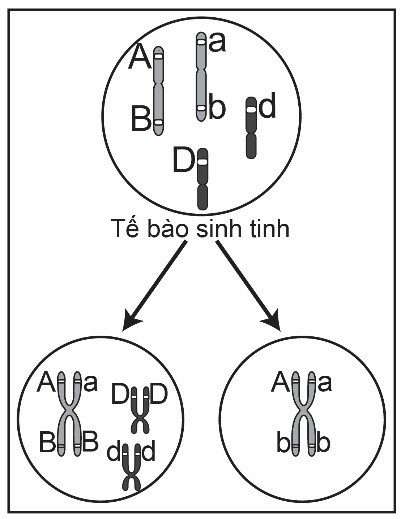 A a
B b d
D
Tế bào sinh tinh
A a D D A a
B B d d b b